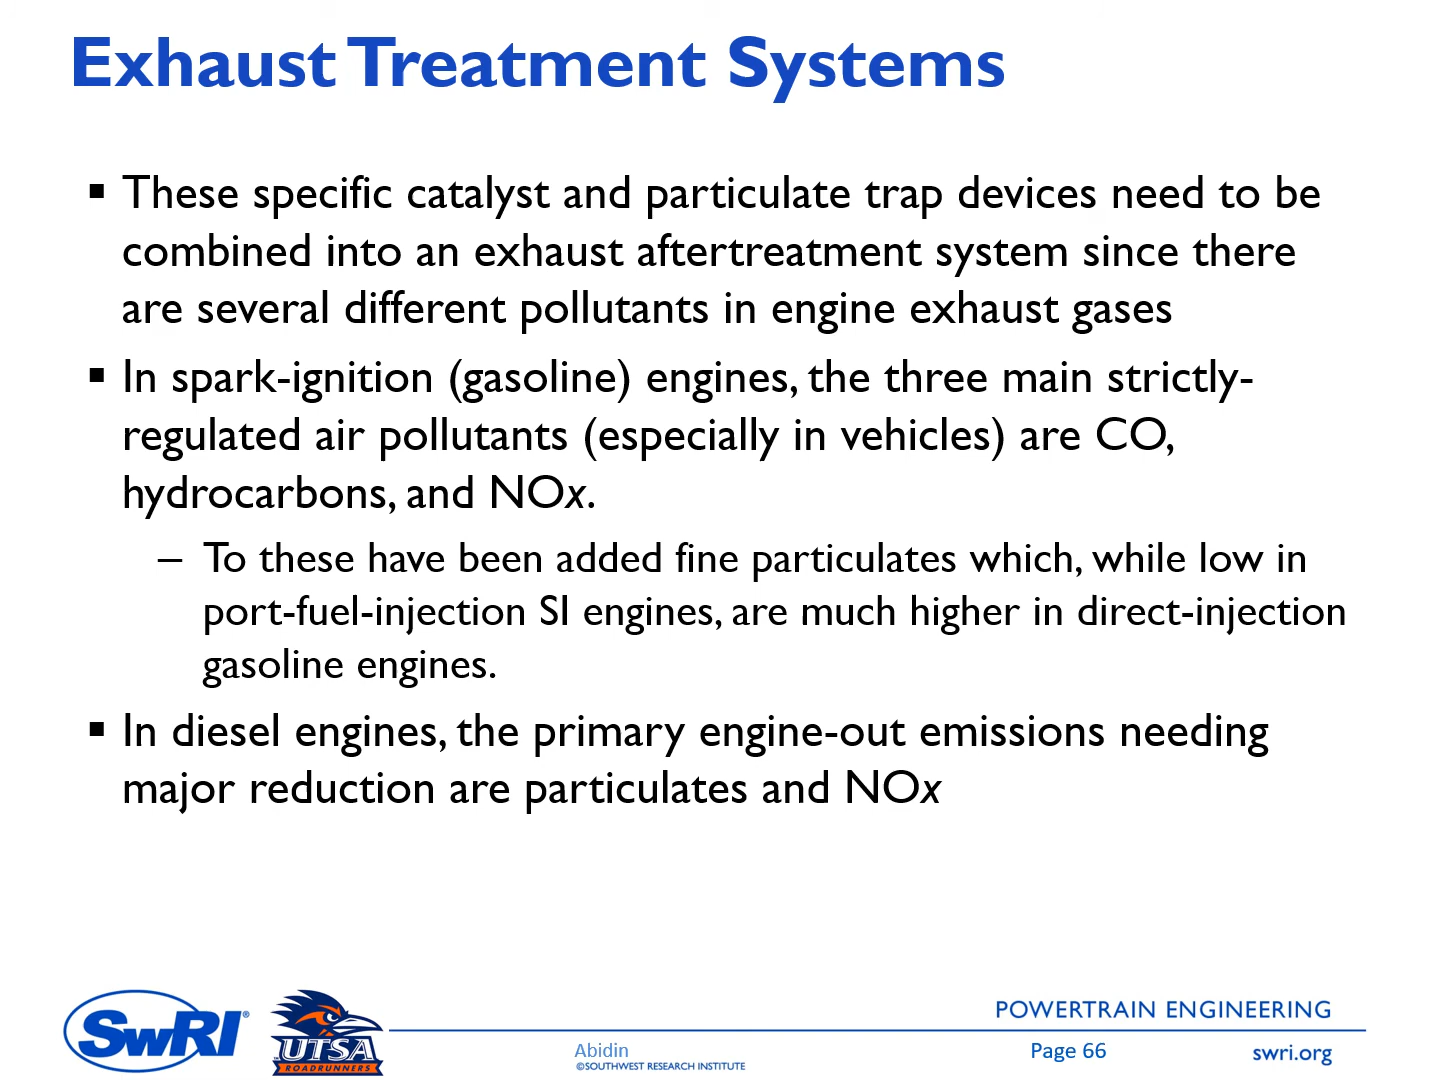 Exhaust Treatment Systems
▪ These specific catalyst and particulate trap devices need to be
combined into an exhaust aftertreatment system since there
are several different pollutants in engine exhaust gases
▪ In spark-ignition (gasoline) engines, the three main strictly-
regulated air pollutants (especially in vehicles) are CO,
hydrocarbons, and NOx.
– To these have been added fine particulates which, while low in
port-fuel-injection SI engines, are much higher in direct-injection
gasoline engines.
▪ In diesel engines, the primary engine-out emissions needing
major reduction are particulates and NOx
POWERTRAIN ENGINEERING
SwRI®
UTSA
ROADRUNNERS
Abidin
©SOUTHWEST RESEARCH INSTITUTE
Page 66
swri.org